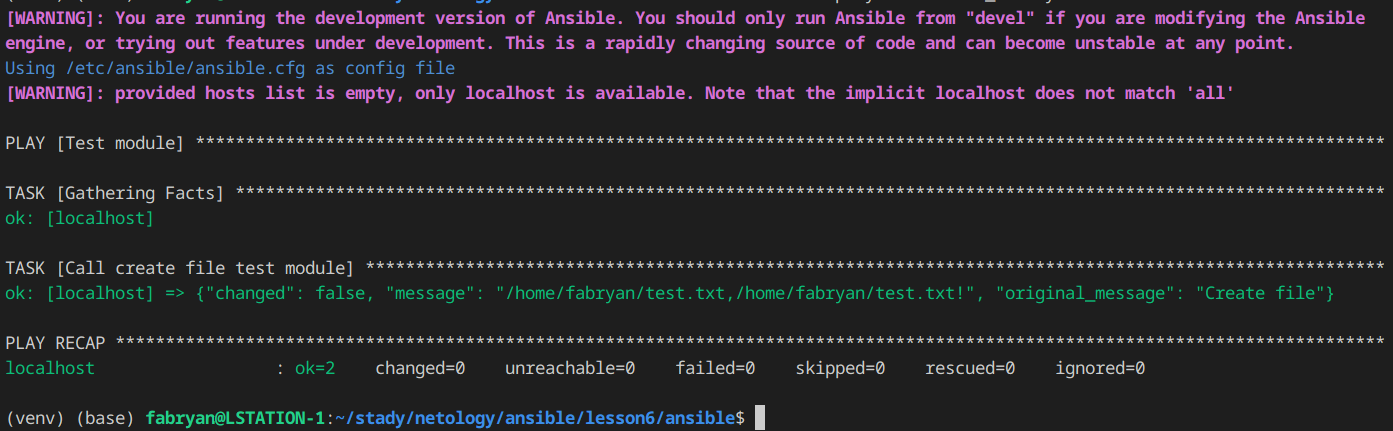 [WARNING]: You are running the development version of Ansible. You should only run Ansible from "devel" if you are modifying the Ansible
engine, or trying out features under development. This is a rapidly changing source of code and can become unstable at any point.
Using /etc/ansible/ansible.cfg as config file
[WARNING]: provided hosts list is empty, only localhost is available. Note that the implicit localhost does not match 'all'
PLAY [Test module] ***********************************************************************************************************************
TASK [Gathering Facts] *******************************************************************************************************************
ok: [localhost]
TASK [Call create file test module] ******************************************************************************************************
ok: [localhost] => {"changed": false, "message": "/home/fabryan/test.txt,/home/fabryan/test.txt!", "original_message": "Create file"}
PLAY RECAP *******************************************************************************************************************************
localhost                  : ok=2    changed=0    unreachable=0    failed=0    skipped=0    rescued=0    ignored=0
(venv) (base) fabryan@LSTATION-1:~/stady/netology/ansible/lesson6/ansible$